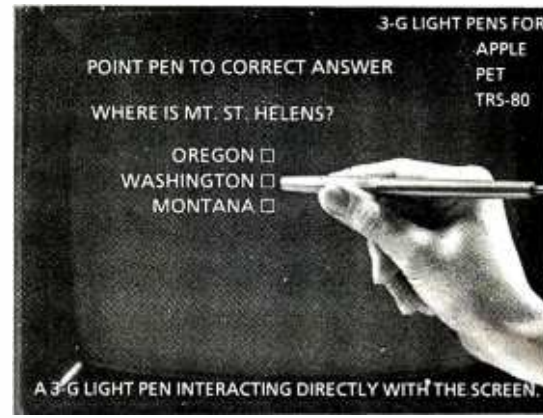 3-G LIGHT PENS FOR
APPLE
PET
TRS-80
POINT PEN TO CORRECT ANSWER
WHERE IS MT. ST. HELENS?
OREGON □
WASHINGTON □
MONTANA □
A 3-G LIGHT PEN INTERACTING DIRECTLY WITH THE SCREEN.